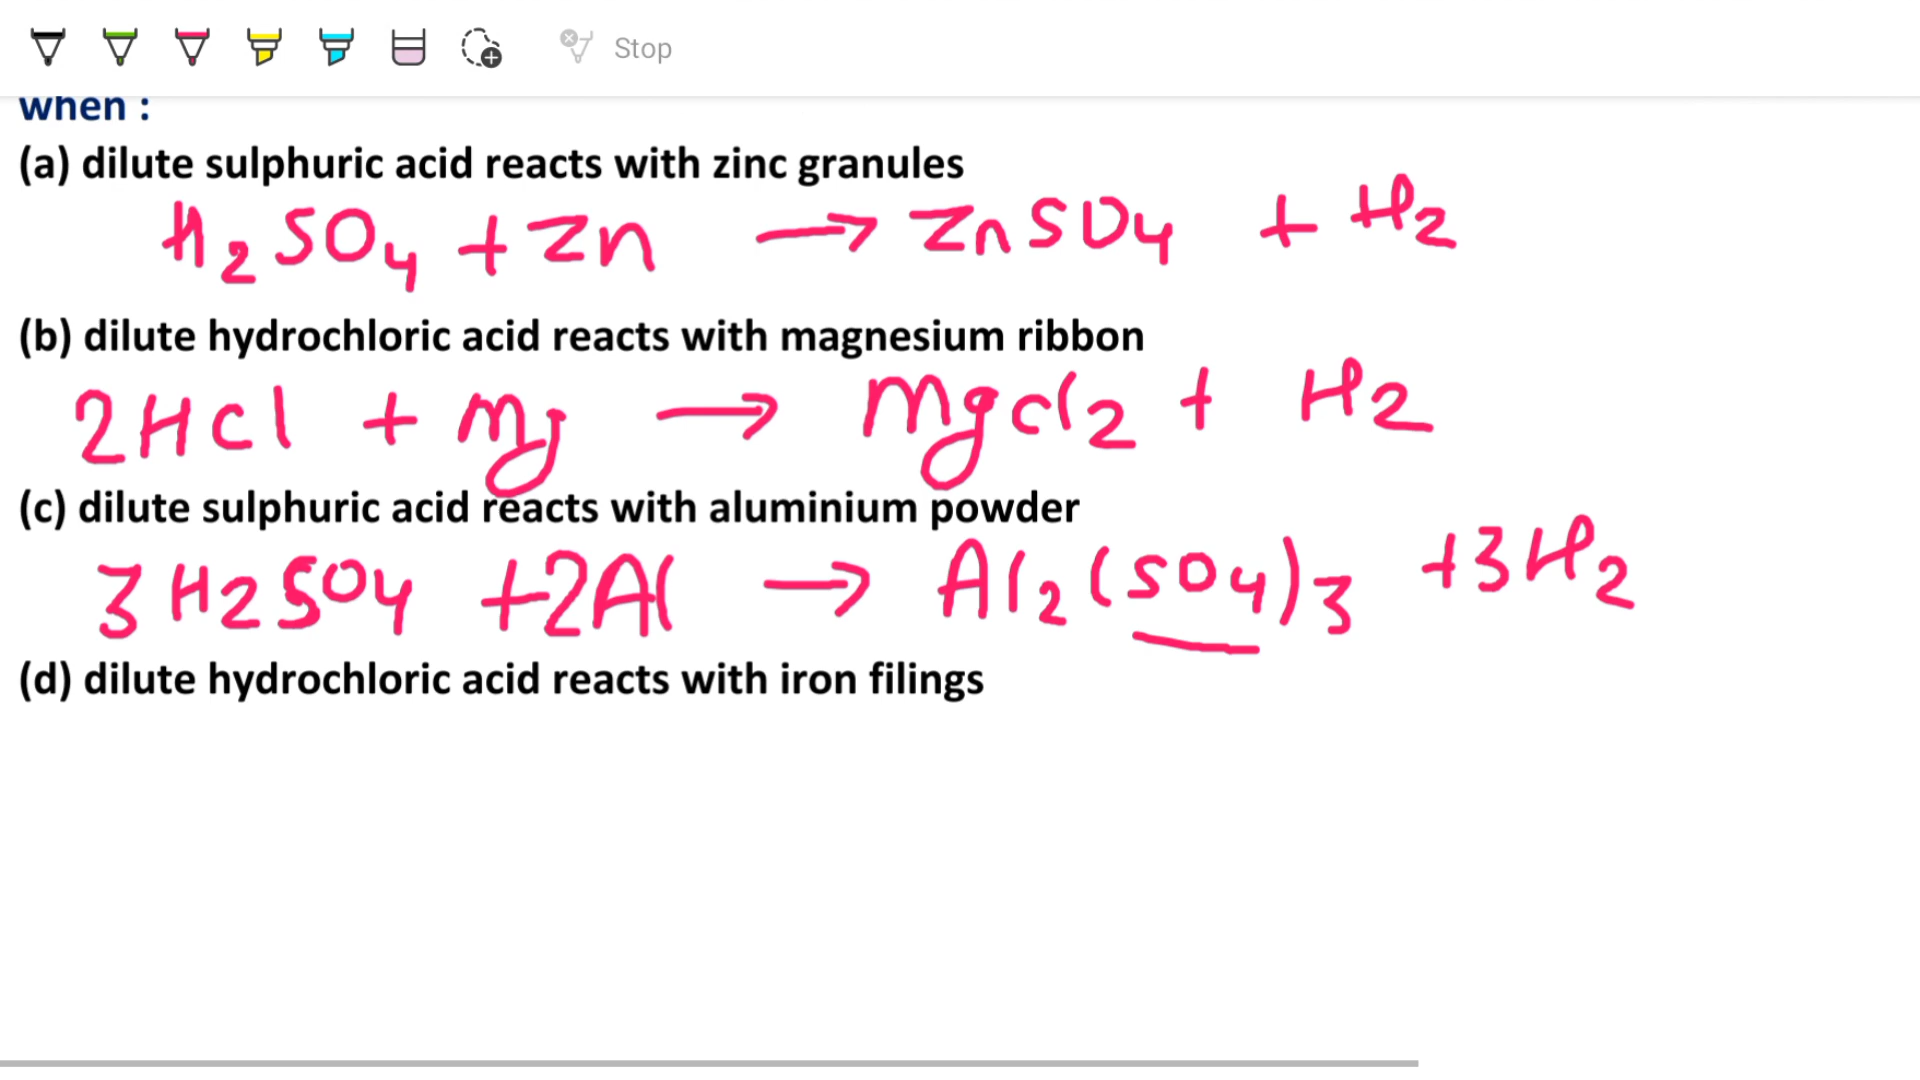 Stop
when :
(a) dilute sulphuric acid reacts with zinc granules
H2SO4 + Zn → ZnSO4 + H2
(b) dilute hydrochloric acid reacts with magnesium ribbon
2HCl + Mg → MgCl2 + H2
(c) dilute sulphuric acid reacts with aluminium powder
3H2SO4 +2Al → Al2(SO4)3 +3H2
(d) dilute hydrochloric acid reacts with iron filings